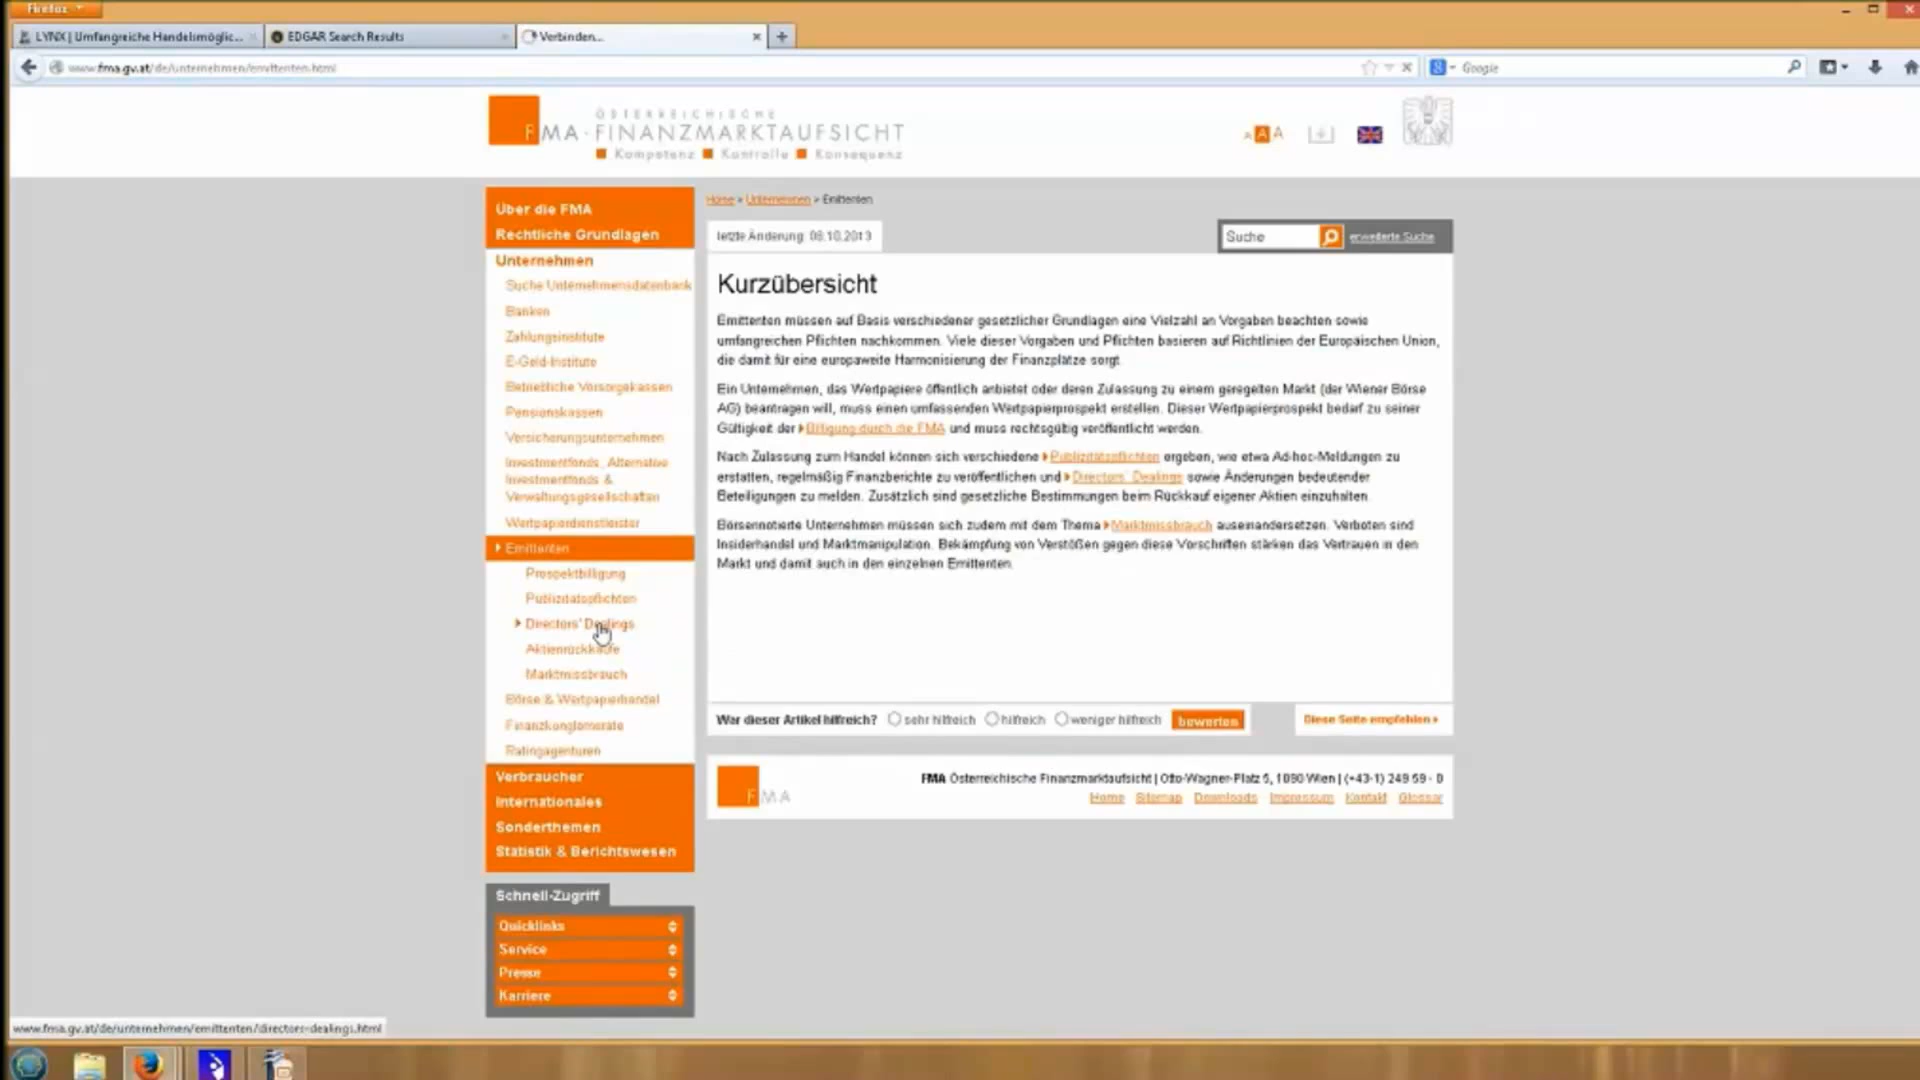 Firefox
LYNX | Umfangreiche Handelsmöglic...
EDGAR Search Results
Verbinden...
www.fma.gv.at/de/unternehmen/emittenten.html
Google
ÖSTERREICHISCHE
FMA-FINANZMARKTAUFSICHT
Kompetenz Kontrolle Konsequenz
A A A
Über die FMA
Rechtliche Grundlagen
Unternehmen
Suche Unternehmensdatenbank
Banken
Zahlungsinstitute
E-Geld-Institute
Betriebliche Vorsorgekassen
Pensionskassen
Versicherungsunternehmen
Investmentfonds, Alternative
Investmentfonds &
Verwaltungsgesellschaften
Wertpapierdienstleister
Emittenten
Prospektbilligung
Publizitätspflichten
Directors' Dealings
Aktienrückkäufe
Marktmissbrauch
Börse & Wertpapierhandel
Finanzkonglomerate
Ratingagenturen
Verbraucher
Internationales
Sonderthemen
Statistik & Berichtswesen
Schnell-Zugriff
Quicklinks
Service
Presse
Karriere
Home » Unternehmen » Emittenten
letzte Änderung: 08.10.2013
Suche
erweiterte Suche
Kurzübersicht
Emittenten müssen auf Basis verschiedener gesetzlicher Grundlagen eine Vielzahl an Vorgaben beachten sowie
umfangreichen Pflichten nachkommen. Viele dieser Vorgaben und Pflichten basieren auf Richtlinien der Europäischen Union,
die damit für eine europaweite Harmonisierung der Finanzplätze sorgt.
Ein Unternehmen, das Wertpapiere öffentlich anbietet oder deren Zulassung zu einem geregelten Markt (der Wiener Börse
AG) beantragen will, muss einen umfassenden Wertpapierprospekt erstellen. Dieser Wertpapierprospekt bedarf zu seiner
Gültigkeit der Billigung durch die FMA und muss rechtsgültig veröffentlicht werden.
Nach Zulassung zum Handel können sich verschiedene Publizitätspflichten ergeben, wie etwa Ad-hoc-Meldungen zu
erstatten, regelmäßig Finanzberichte zu veröffentlichen und Directors' Dealings sowie Änderungen bedeutender
Beteiligungen zu melden. Zusätzlich sind gesetzliche Bestimmungen beim Rückkauf eigener Aktien einzuhalten.
Börsennotierte Unternehmen müssen sich zudem mit dem Thema Marktmissbrauch auseinandersetzen. Verboten sind
Insiderhandel und Marktmanipulation. Bekämpfung von Verstößen gegen diese Vorschriften stärken das Vertrauen in den
Markt und damit auch in den einzelnen Emittenten.
War dieser Artikel hilfreich? sehr hilfreich hilfreich weniger hilfreich bewerten
Diese Seite empfehlen
FMA
FMA Österreichische Finanzmarktaufsicht | Otto-Wagner-Platz 5, 1090 Wien | (+43-1) 249 59 - 0
Home Sitemap Downloads Impressum Kontakt Glossar
www.fma.gv.at/de/unternehmen/emittenten/directors-dealings.html